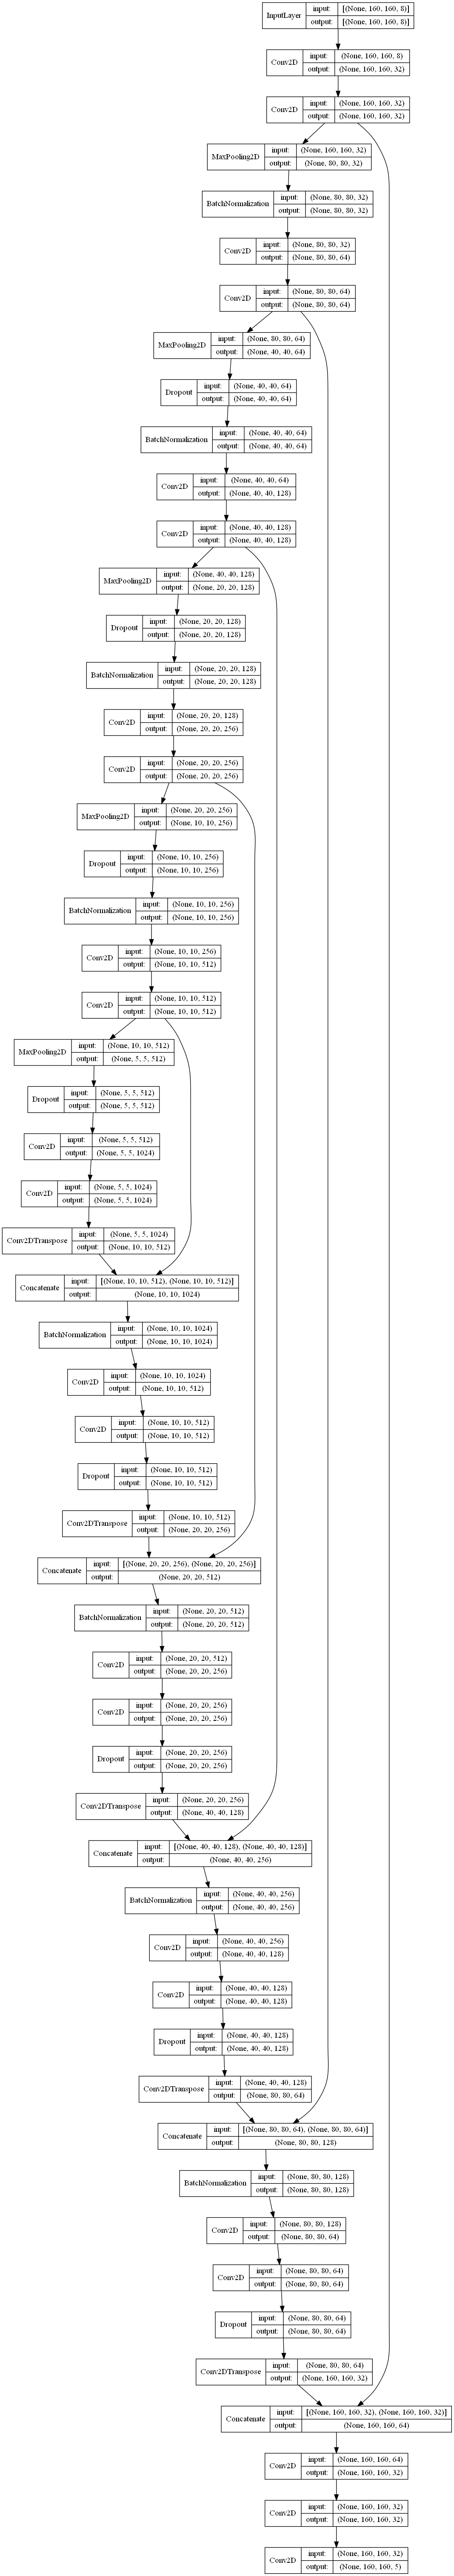 InputLayer input: [(None, 160, 160, 8)]
output: [(None, 160, 160, 8)]
Conv2D input: (None, 160, 160, 8)
output: (None, 160, 160, 32)
Conv2D input: (None, 160, 160, 32)
output: (None, 160, 160, 32)
MaxPooling2D input: (None, 160, 160, 32)
output: (None, 80, 80, 32)
BatchNormalization input: (None, 80, 80, 32)
output: (None, 80, 80, 32)
Conv2D input: (None, 80, 80, 32)
output: (None, 80, 80, 64)
Conv2D input: (None, 80, 80, 64)
output: (None, 80, 80, 64)
MaxPooling2D input: (None, 80, 80, 64)
output: (None, 40, 40, 64)
Dropout input: (None, 40, 40, 64)
output: (None, 40, 40, 64)
BatchNormalization input: (None, 40, 40, 64)
output: (None, 40, 40, 64)
Conv2D input: (None, 40, 40, 64)
output: (None, 40, 40, 128)
Conv2D input: (None, 40, 40, 128)
output: (None, 40, 40, 128)
MaxPooling2D input: (None, 40, 40, 128)
output: (None, 20, 20, 128)
Dropout input: (None, 20, 20, 128)
output: (None, 20, 20, 128)
BatchNormalization input: (None, 20, 20, 128)
output: (None, 20, 20, 128)
Conv2D input: (None, 20, 20, 128)
output: (None, 20, 20, 256)
Conv2D input: (None, 20, 20, 256)
output: (None, 20, 20, 256)
MaxPooling2D input: (None, 20, 20, 256)
output: (None, 10, 10, 256)
Dropout input: (None, 10, 10, 256)
output: (None, 10, 10, 256)
BatchNormalization input: (None, 10, 10, 256)
output: (None, 10, 10, 256)
Conv2D input: (None, 10, 10, 256)
output: (None, 10, 10, 512)
Conv2D input: (None, 10, 10, 512)
output: (None, 10, 10, 512)
MaxPooling2D input: (None, 10, 10, 512)
output: (None, 5, 5, 512)
Dropout input: (None, 5, 5, 512)
output: (None, 5, 5, 512)
Conv2D input: (None, 5, 5, 512)
output: (None, 5, 5, 1024)
Conv2D input: (None, 5, 5, 1024)
output: (None, 5, 5, 1024)
Conv2DTranspose input: (None, 5, 5, 1024)
output: (None, 10, 10, 512)
Concatenate input: [(None, 10, 10, 512), (None, 10, 10, 512)]
output: (None, 10, 10, 1024)
BatchNormalization input: (None, 10, 10, 1024)
output: (None, 10, 10, 1024)
Conv2D input: (None, 10, 10, 1024)
output: (None, 10, 10, 512)
Conv2D input: (None, 10, 10, 512)
output: (None, 10, 10, 512)
Dropout input: (None, 10, 10, 512)
output: (None, 10, 10, 512)
Conv2DTranspose input: (None, 10, 10, 512)
output: (None, 20, 20, 256)
Concatenate input: [(None, 20, 20, 256), (None, 20, 20, 256)]
output: (None, 20, 20, 512)
BatchNormalization input: (None, 20, 20, 512)
output: (None, 20, 20, 512)
Conv2D input: (None, 20, 20, 512)
output: (None, 20, 20, 256)
Conv2D input: (None, 20, 20, 256)
output: (None, 20, 20, 256)
Dropout input: (None, 20, 20, 256)
output: (None, 20, 20, 256)
Conv2DTranspose input: (None, 20, 20, 256)
output: (None, 40, 40, 128)
Concatenate input: [(None, 40, 40, 128), (None, 40, 40, 128)]
output: (None, 40, 40, 256)
BatchNormalization input: (None, 40, 40, 256)
output: (None, 40, 40, 256)
Conv2D input: (None, 40, 40, 256)
output: (None, 40, 40, 128)
Conv2D input: (None, 40, 40, 128)
output: (None, 40, 40, 128)
Dropout input: (None, 40, 40, 128)
output: (None, 40, 40, 128)
Conv2DTranspose input: (None, 40, 40, 128)
output: (None, 80, 80, 64)
Concatenate input: [(None, 80, 80, 64), (None, 80, 80, 64)]
output: (None, 80, 80, 128)
BatchNormalization input: (None, 80, 80, 128)
output: (None, 80, 80, 128)
Conv2D input: (None, 80, 80, 128)
output: (None, 80, 80, 64)
Conv2D input: (None, 80, 80, 64)
output: (None, 80, 80, 64)
Dropout input: (None, 80, 80, 64)
output: (None, 80, 80, 64)
Conv2DTranspose input: (None, 80, 80, 64)
output: (None, 160, 160, 32)
Concatenate input: [(None, 160, 160, 32), (None, 160, 160, 32)]
output: (None, 160, 160, 64)
Conv2D input: (None, 160, 160, 64)
output: (None, 160, 160, 32)
Conv2D input: (None, 160, 160, 32)
output: (None, 160, 160, 32)
Conv2D input: (None, 160, 160, 32)
output: (None, 160, 160, 5)